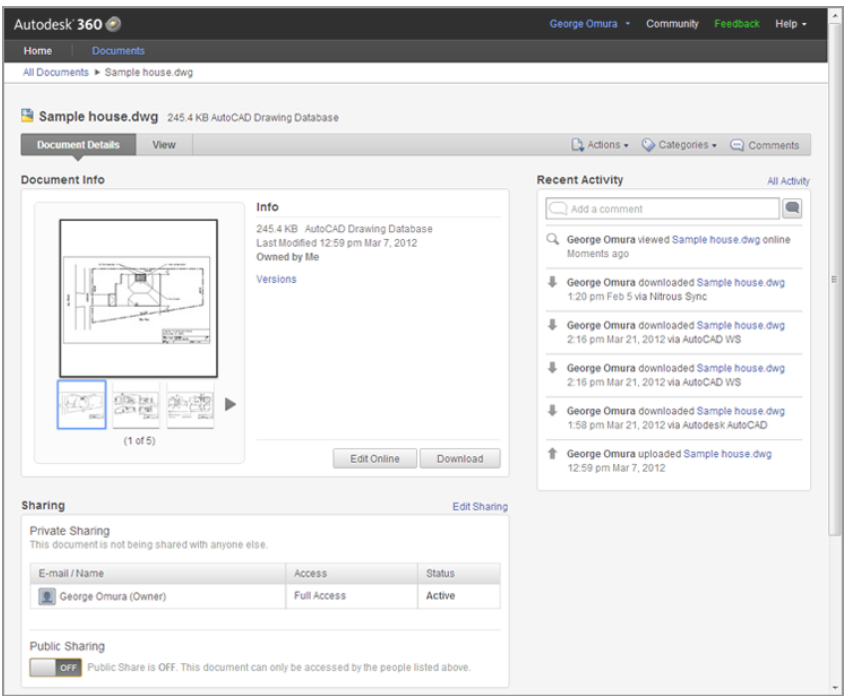 Autodesk® 360
George Omura
Community
Feedback
Help
Home
Documents
All Documents ▶ Sample house.dwg
Sample house.dwg 245.4 KB AutoCAD Drawing Database
Document Details
View
Actions
Categories
Comments
Document Info
Info
245.4 KB AutoCAD Drawing Database
Last Modified 12:59 pm Mar 7, 2012
Owned by Me
Versions
(1 of 5)
Edit Online
Download
Recent Activity
All Activity
Add a comment
George Omura viewed Sample house.dwg online
Moments ago
George Omura downloaded Sample house.dwg
1:20 pm Feb 5 via Nitrous Sync
George Omura downloaded Sample house.dwg
2:16 pm Mar 21, 2012 via AutoCAD WS
George Omura downloaded Sample house.dwg
2:16 pm Mar 21, 2012 via AutoCAD WS
George Omura downloaded Sample house.dwg
1:58 pm Mar 21, 2012 via Autodesk AutoCAD
George Omura uploaded Sample house.dwg
12:59 pm Mar 7, 2012
Sharing
Edit Sharing
Private Sharing
This document is not being shared with anyone else.
E-mail / Name Access Status
George Omura (Owner) Full Access Active
Public Sharing
OFF Public Share is OFF. This document can only be accessed by the people listed above.